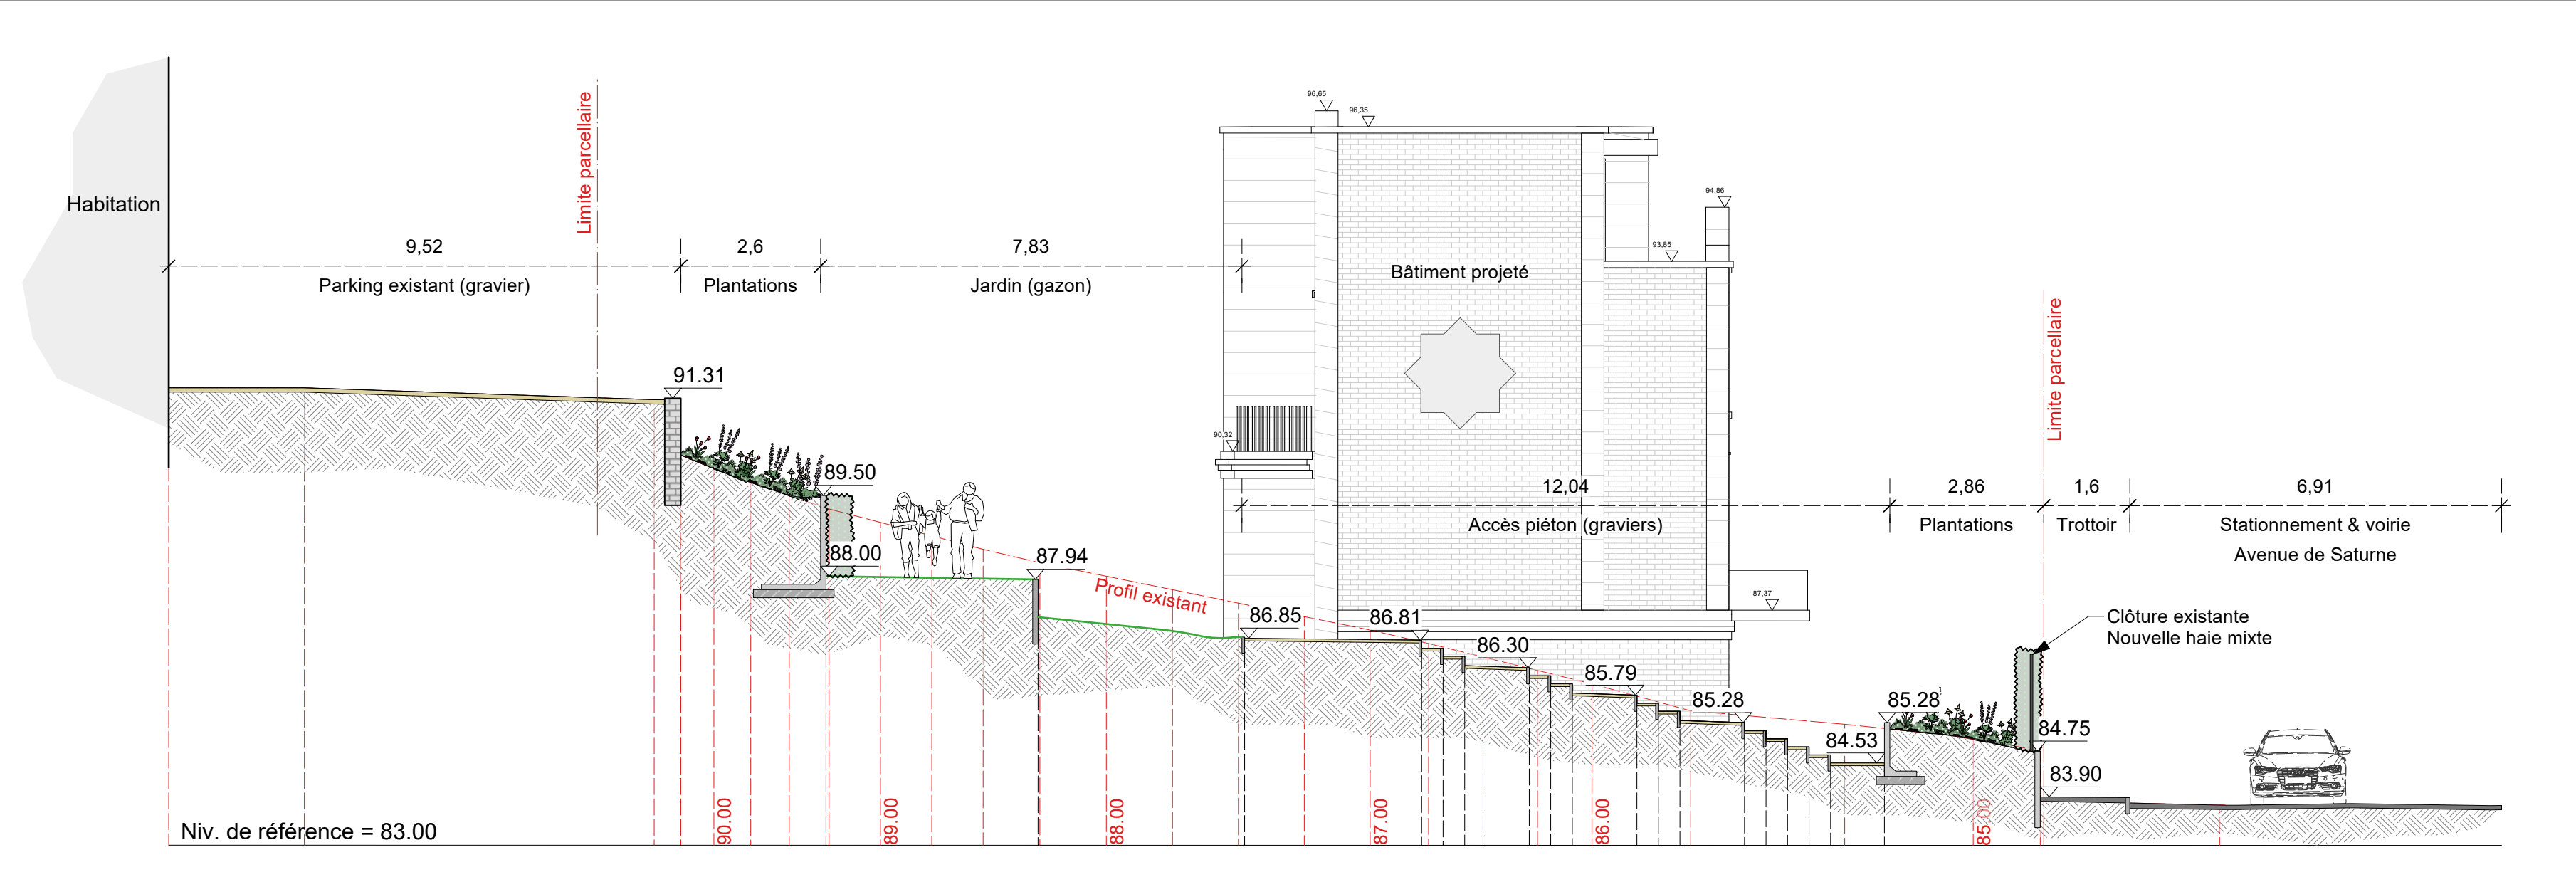 96,65
96,35
Limite parcellaire
94,86
Habitation
9,52
2,6
7,83
93,85
Parking existant (gravier)
Plantations
Jardin (gazon)
Bâtiment projeté
Limite parcellaire
91.31
90,32
89.50
12,04
2,86
1,6
6,91
Accès piéton (graviers)
Plantations
Trottoir
Stationnement & voirie
Avenue de Saturne
88.00
87.94
Profil existant
87,37
86.85
86.81
Clôture existante
Nouvelle haie mixte
86.30
85.79
85.28
85.28
84.75
84.53
83.90
90.00
89.00
88.00
87.00
86.00
85.00
Niv. de référence = 83.00